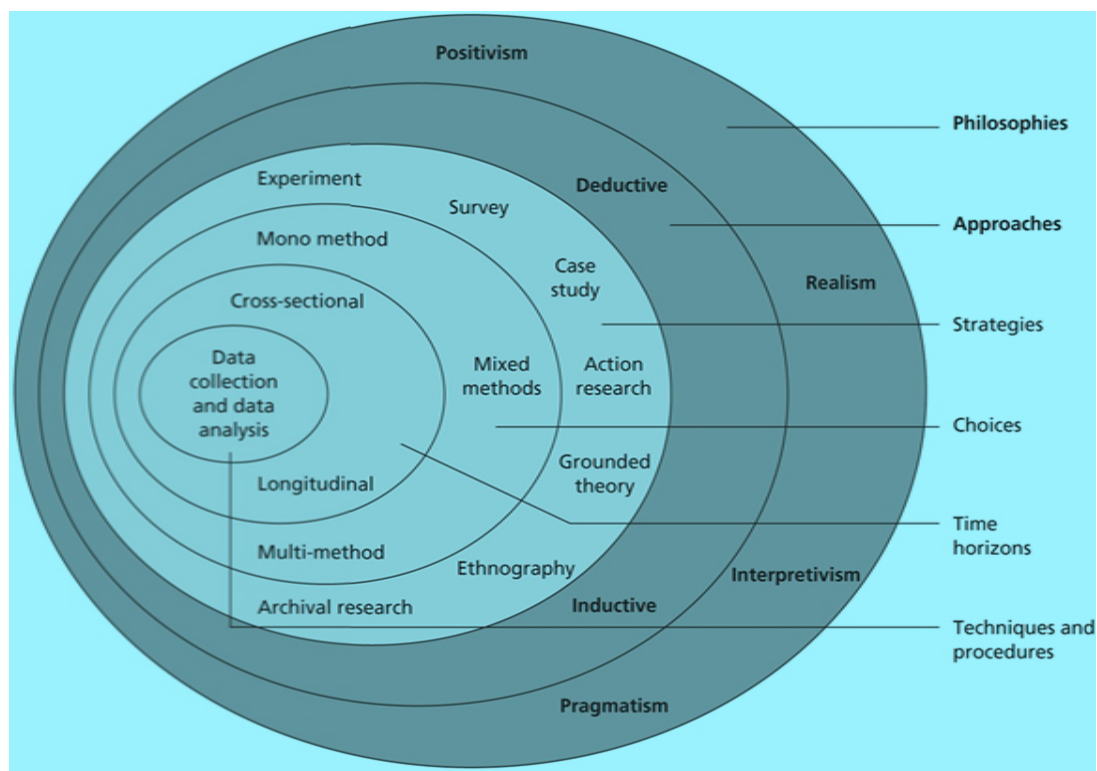 Positivism
Philosophies
Experiment
Deductive
Survey
Approaches
Mono method
Case
study
Realism
Cross-sectional
Strategies
Data
collection
and data
analysis
Mixed
methods
Action
research
Choices
Grounded
theory
Longitudinal
Time
horizons
Multi-method
Ethnography
Interpretivism
Archival research
Inductive
Techniques and
procedures
Pragmatism